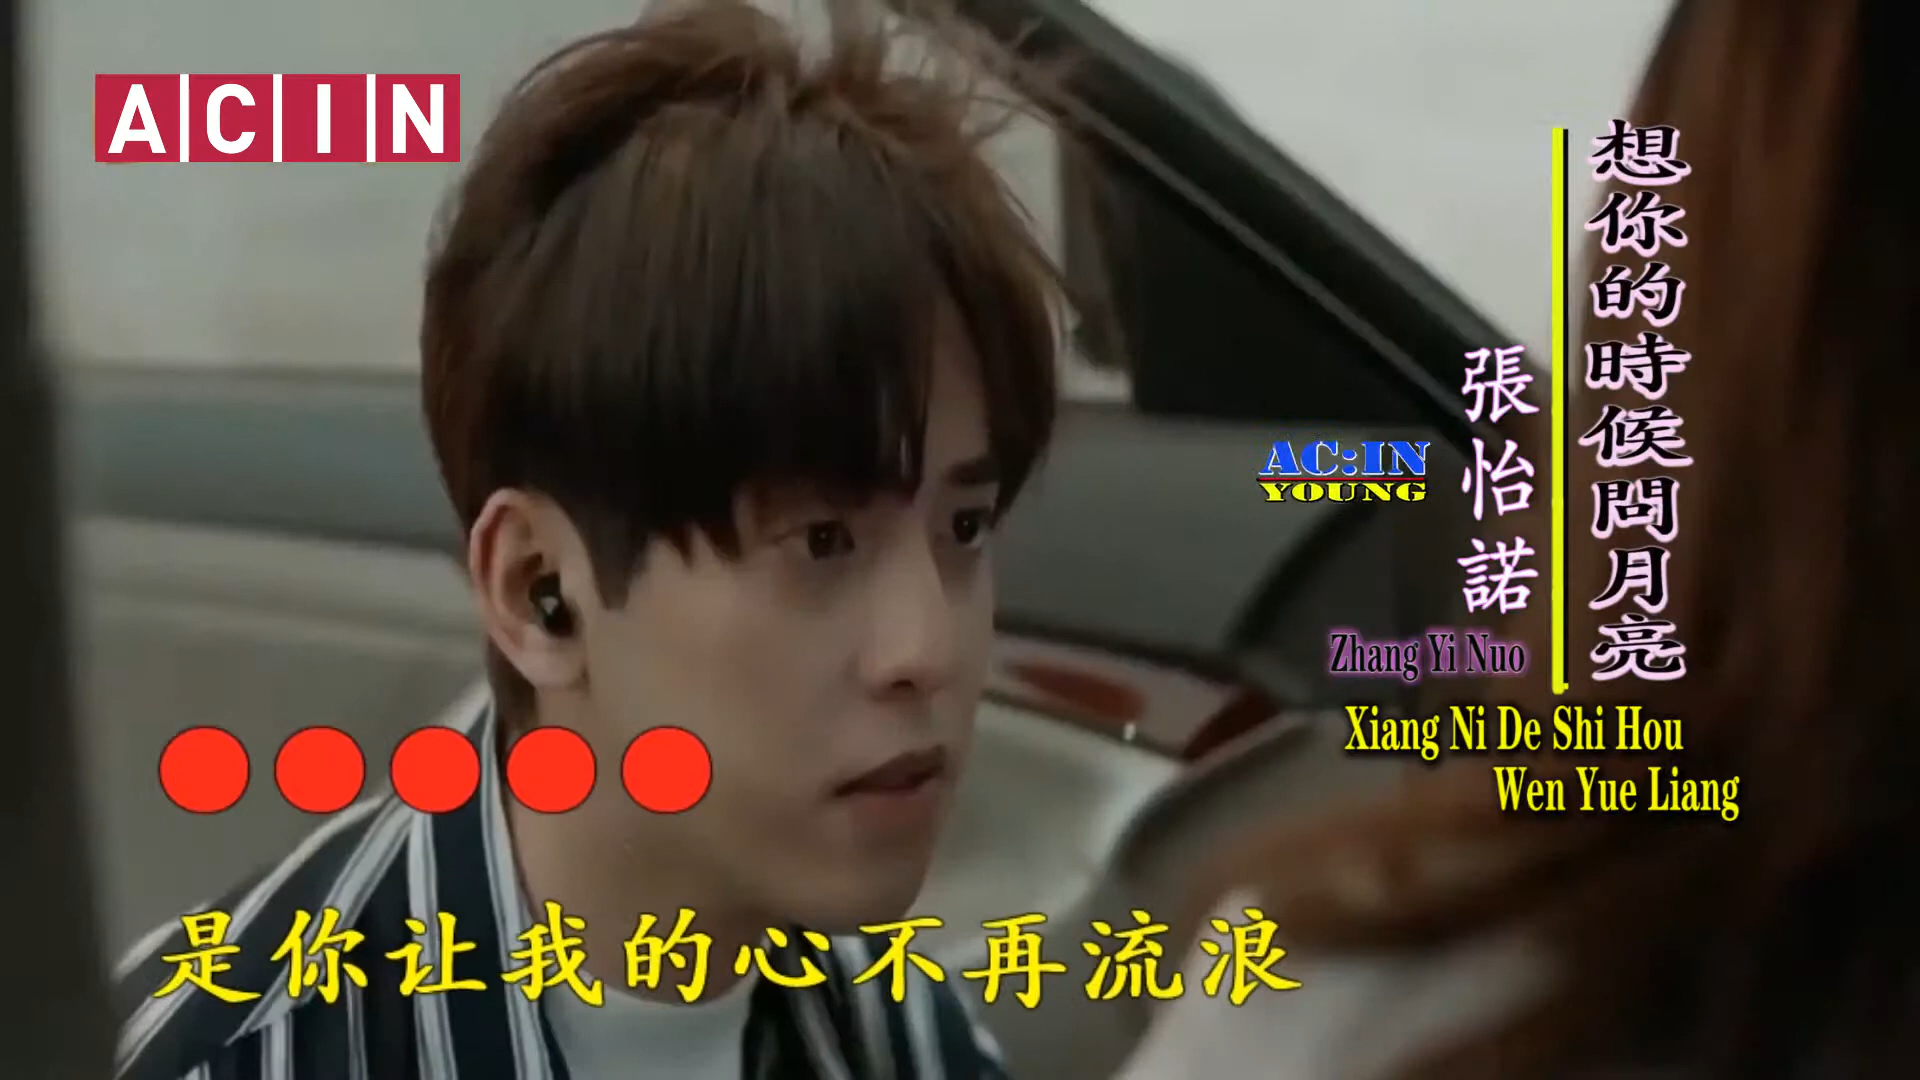 ACIN
想你的時候問月亮
張怡諾
AC:IN
YOUNG
Zhang Yi Nuo
Xiang Ni De Shi Hou
Wen Yue Liang
是你让我的心不再流浪